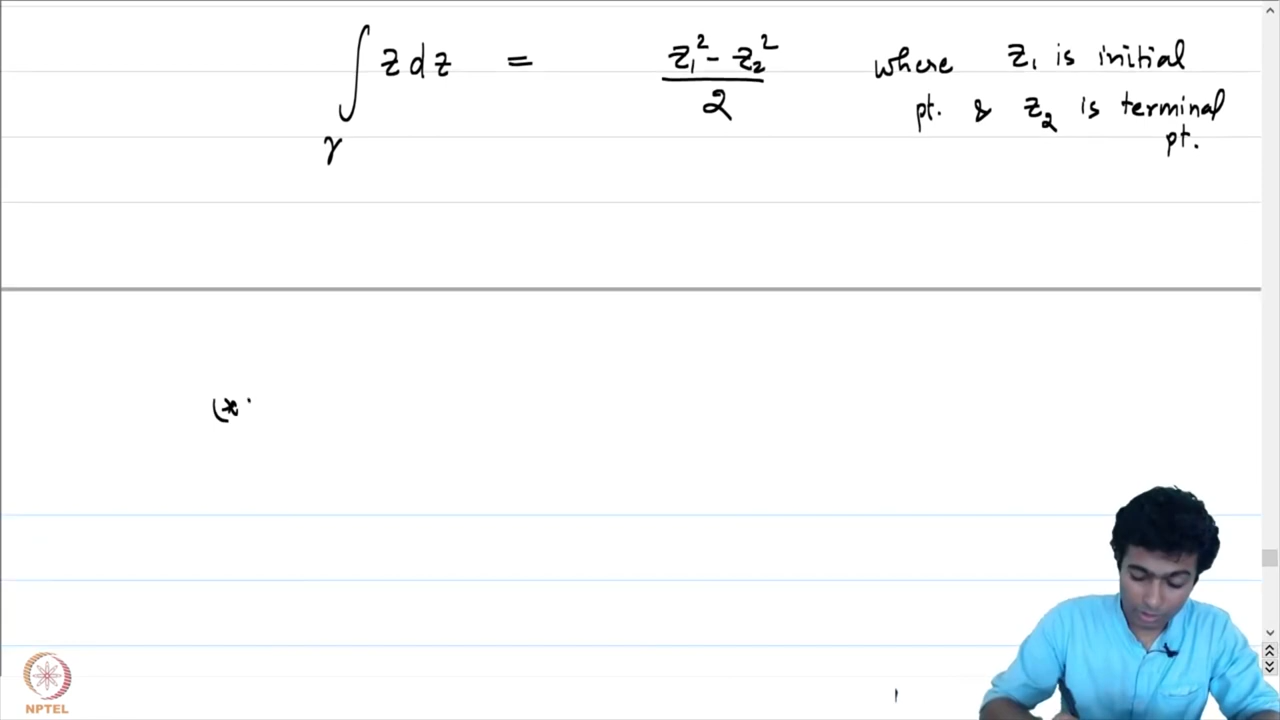 ∫_γ z dz = (z₁² - z₂²)/2 where z₁ is initial
pt. & z₂ is terminal
pt.
(*
NPTEL